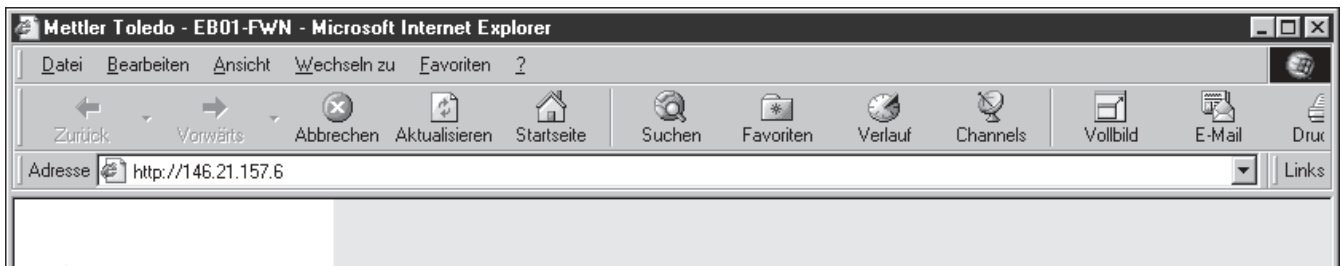 Mettler Toledo - EB01-FWN - Microsoft Internet Explorer
Datei Bearbeiten Ansicht Wechseln zu Favoriten ?
Zurück Vorwärts Abbrechen Aktualisieren Startseite Suchen Favoriten Verlauf Channels Vollbild E-Mail Druc
Adresse http://146.21.157.6 Links